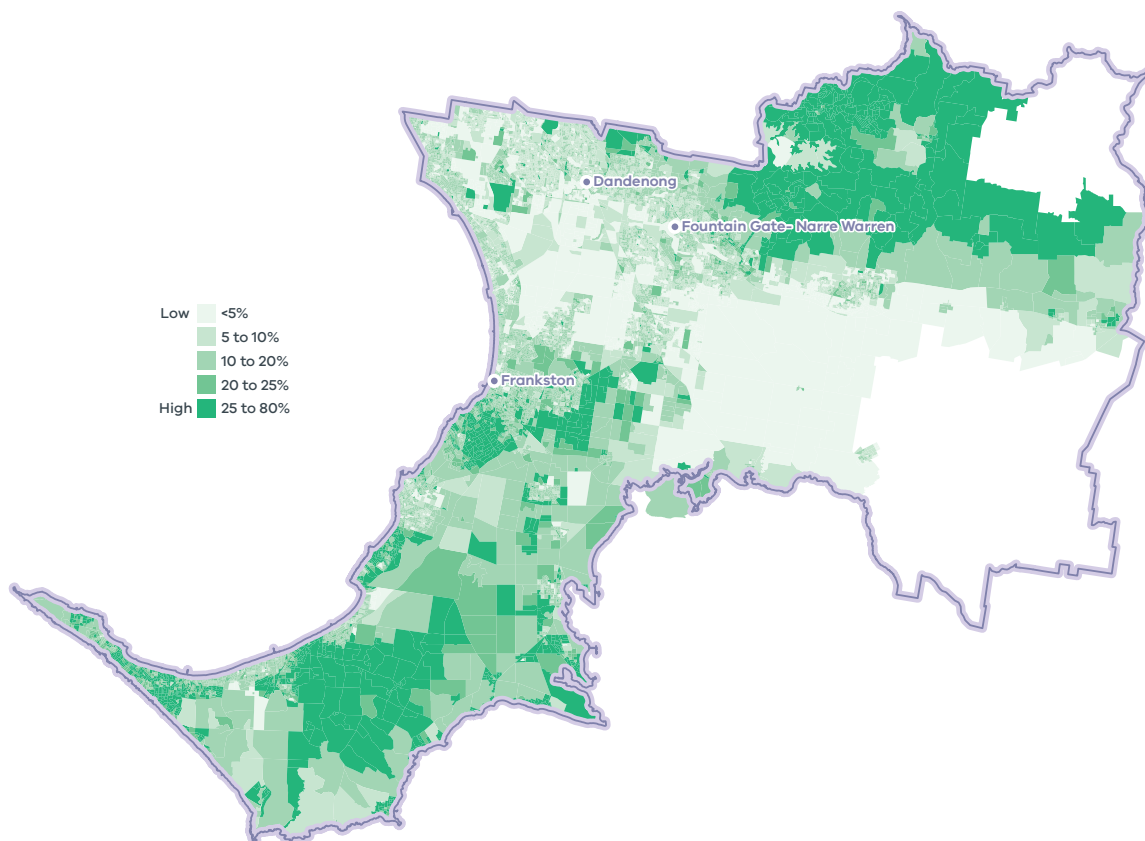 Dandenong
Fountain Gate- Narre Warren
Low <5%
5 to 10%
10 to 20%
20 to 25%
High 25 to 80%
Frankston